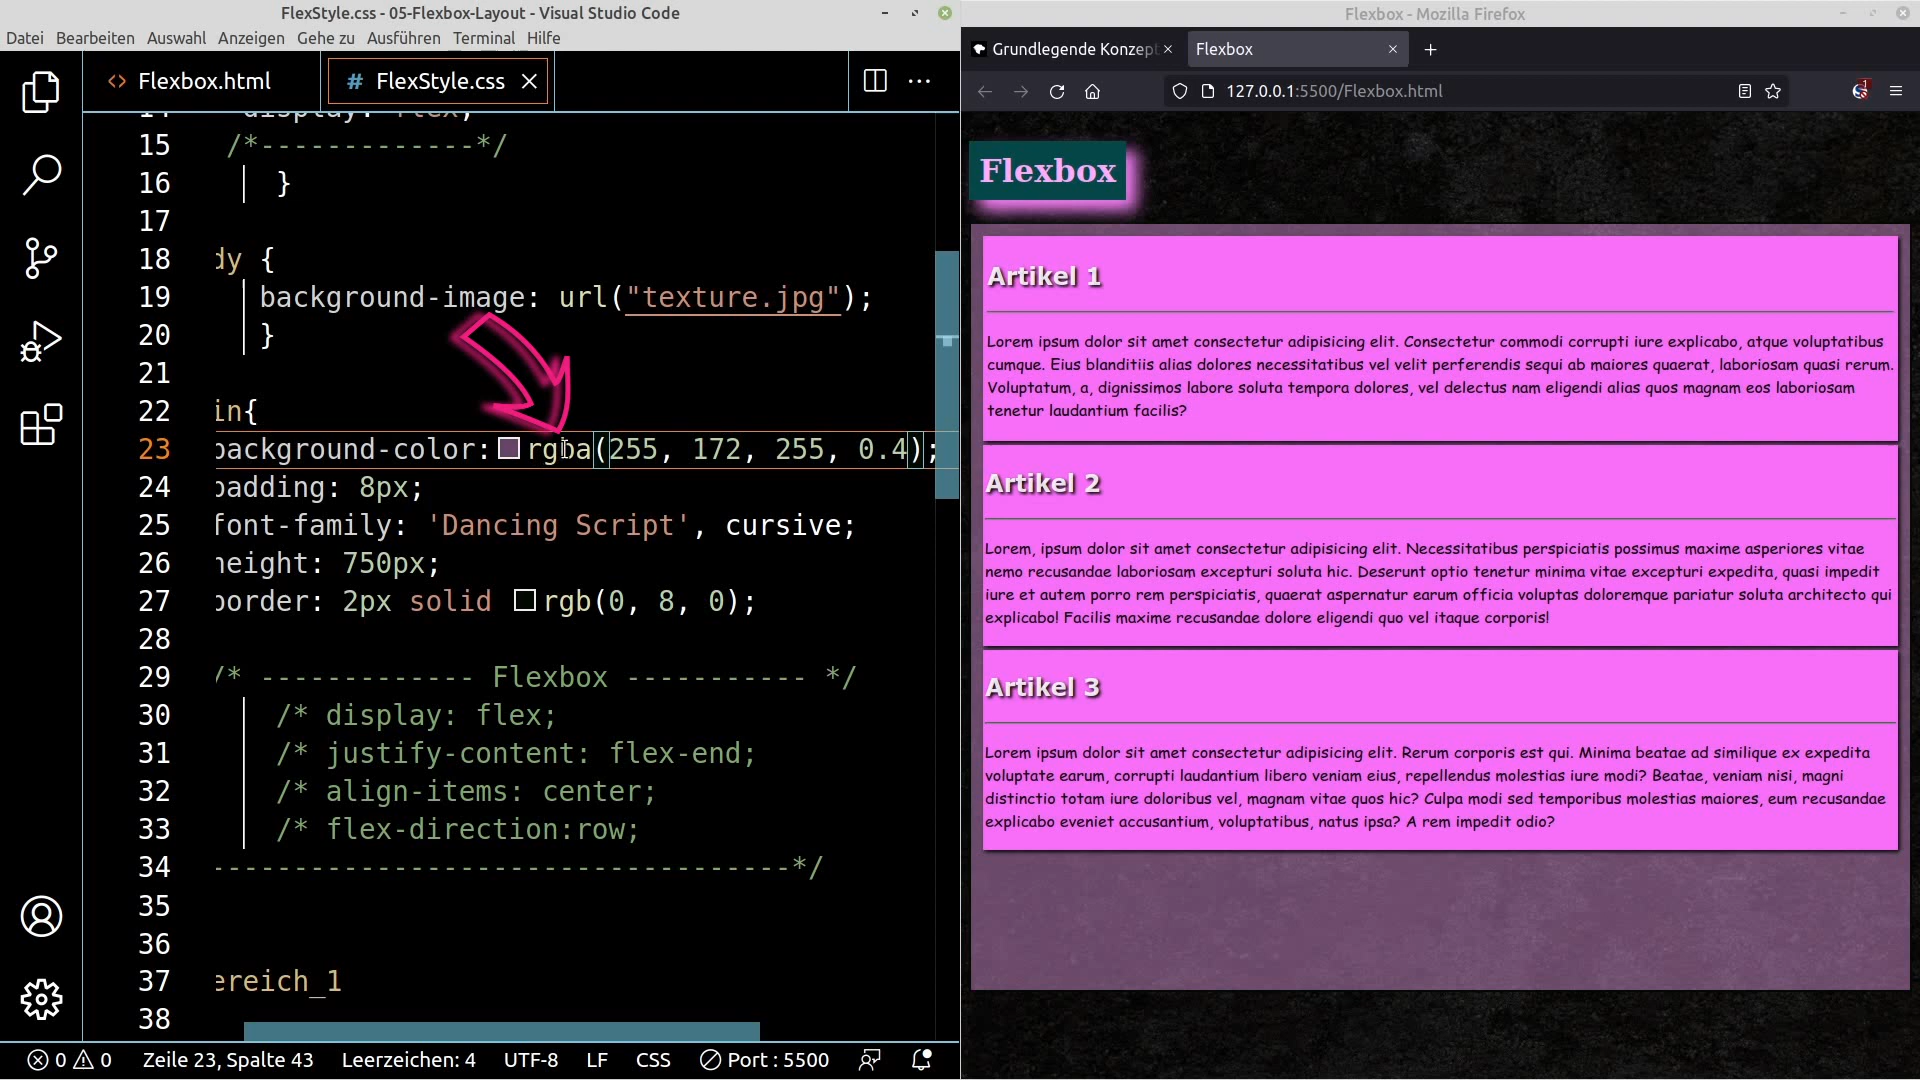 FlexStyle.css - 05-Flexbox-Layout - Visual Studio Code
Datei Bearbeiten Auswahl Anzeigen Gehe zu Ausführen Terminal Hilfe
<> Flexbox.html # FlexStyle.css
display: flex;
15 /*-------------*/
16 }
17
18 dy {
19 background-image: url("texture.jpg");
20 }
21
22 in{
23 background-color: rgba(255, 172, 255, 0.4);
24 padding: 8px;
25 font-family: 'Dancing Script', cursive;
26 height: 750px;
27 border: 2px solid rgb(0, 8, 0);
28
29 /* ------------- Flexbox ----------- */
30 /* display: flex;
31 /* justify-content: flex-end;
32 /* align-items: center;
33 /* flex-direction:row;
34 -----------------------------------*/
35
36
37 ereich_1
38
0 0 Zeile 23, Spalte 43 Leerzeichen: 4 UTF-8 LF CSS Port : 5500
Flexbox - Mozilla Firefox
Grundlegende Konzept Flexbox
127.0.0.1:5500/Flexbox.html 1
Flexbox
Artikel 1
Lorem ipsum dolor sit amet consectetur adipisicing elit. Consectetur commodi corrupti iure explicabo, atque voluptatibus
cumque. Eius blanditiis alias dolores necessitatibus vel velit perferendis sequi ab maiores quaerat, laboriosam quasi rerum.
Voluptatum, a, dignissimos labore soluta tempora dolores, vel delectus nam eligendi alias quos magnam eos laboriosam
tenetur laudantium facilis?
Artikel 2
Lorem, ipsum dolor sit amet consectetur adipisicing elit. Necessitatibus perspiciatis possimus maxime asperiores vitae
nemo recusandae laboriosam excepturi soluta hic. Deserunt optio tenetur minima vitae excepturi expedita, quasi impedit
iure et autem porro rem perspiciatis, quaerat aspernatur earum officia voluptas doloremque pariatur soluta architecto qui
explicabo! Facilis maxime recusandae dolore eligendi quo vel itaque corporis!
Artikel 3
Lorem ipsum dolor sit amet consectetur adipisicing elit. Rerum corporis est qui. Minima beatae ad similique ex expedita
voluptate earum, corrupti laudantium libero veniam eius, repellendus molestias iure modi? Beatae, veniam nisi, magni
distinctio totam iure doloribus vel, magnam vitae quos hic? Culpa modi sed temporibus molestias maiores, eum recusandae
explicabo eveniet accusantium, voluptatibus, natus ipsa? A rem impedit odio?